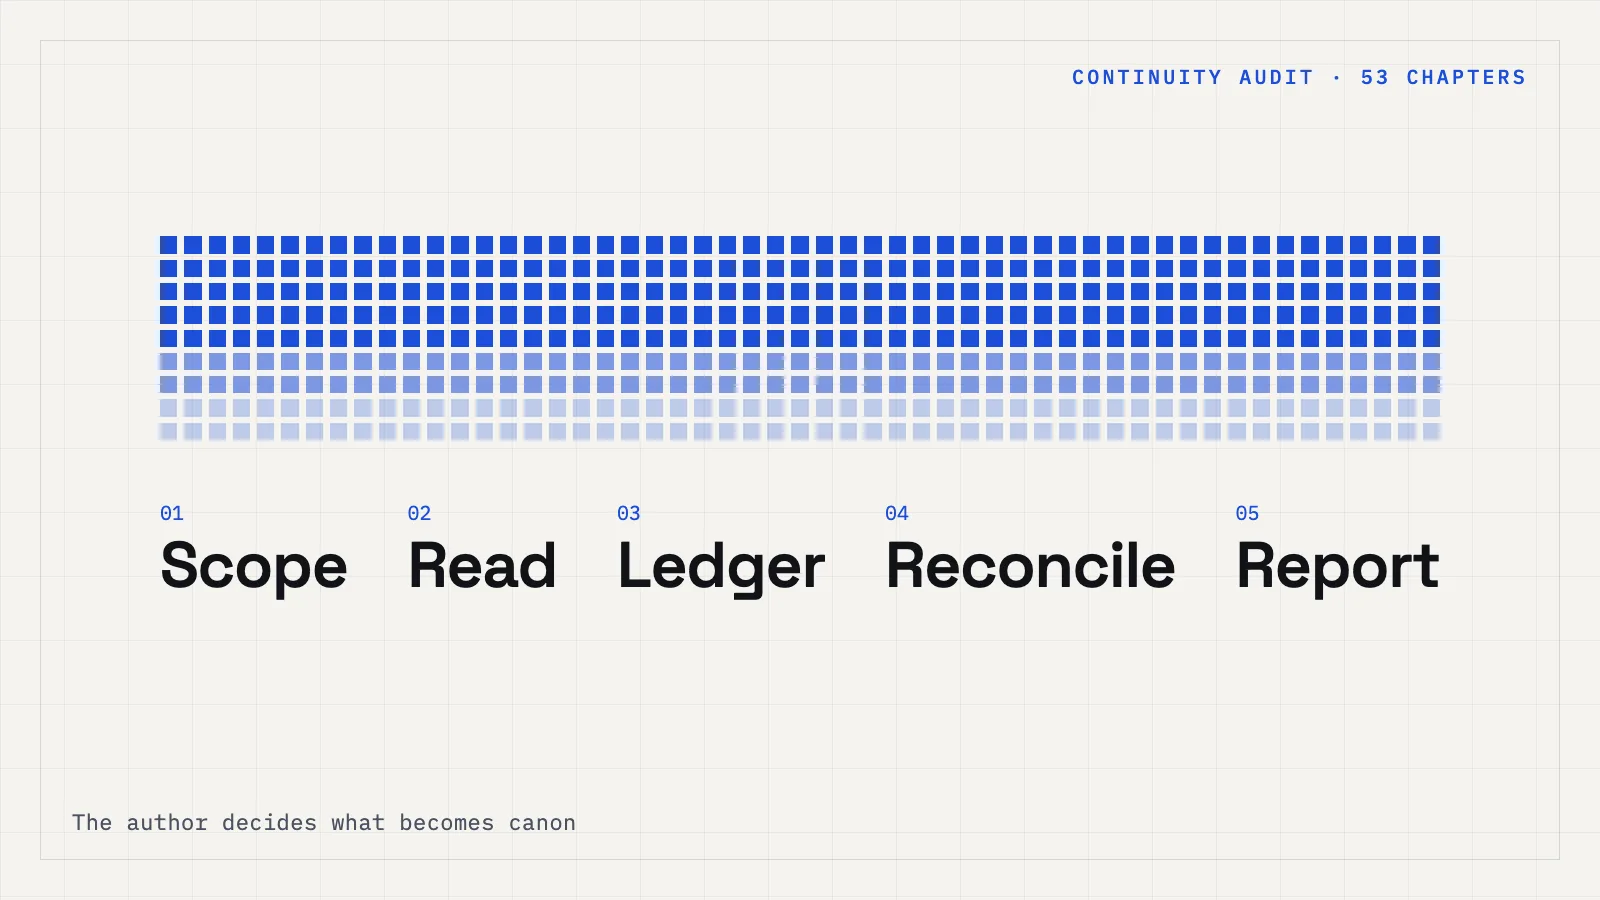 CONTINUITY AUDIT · 53 CHAPTERS
01 02 03 04 05
Scope Read Ledger Reconcile Report
The author decides what becomes canon